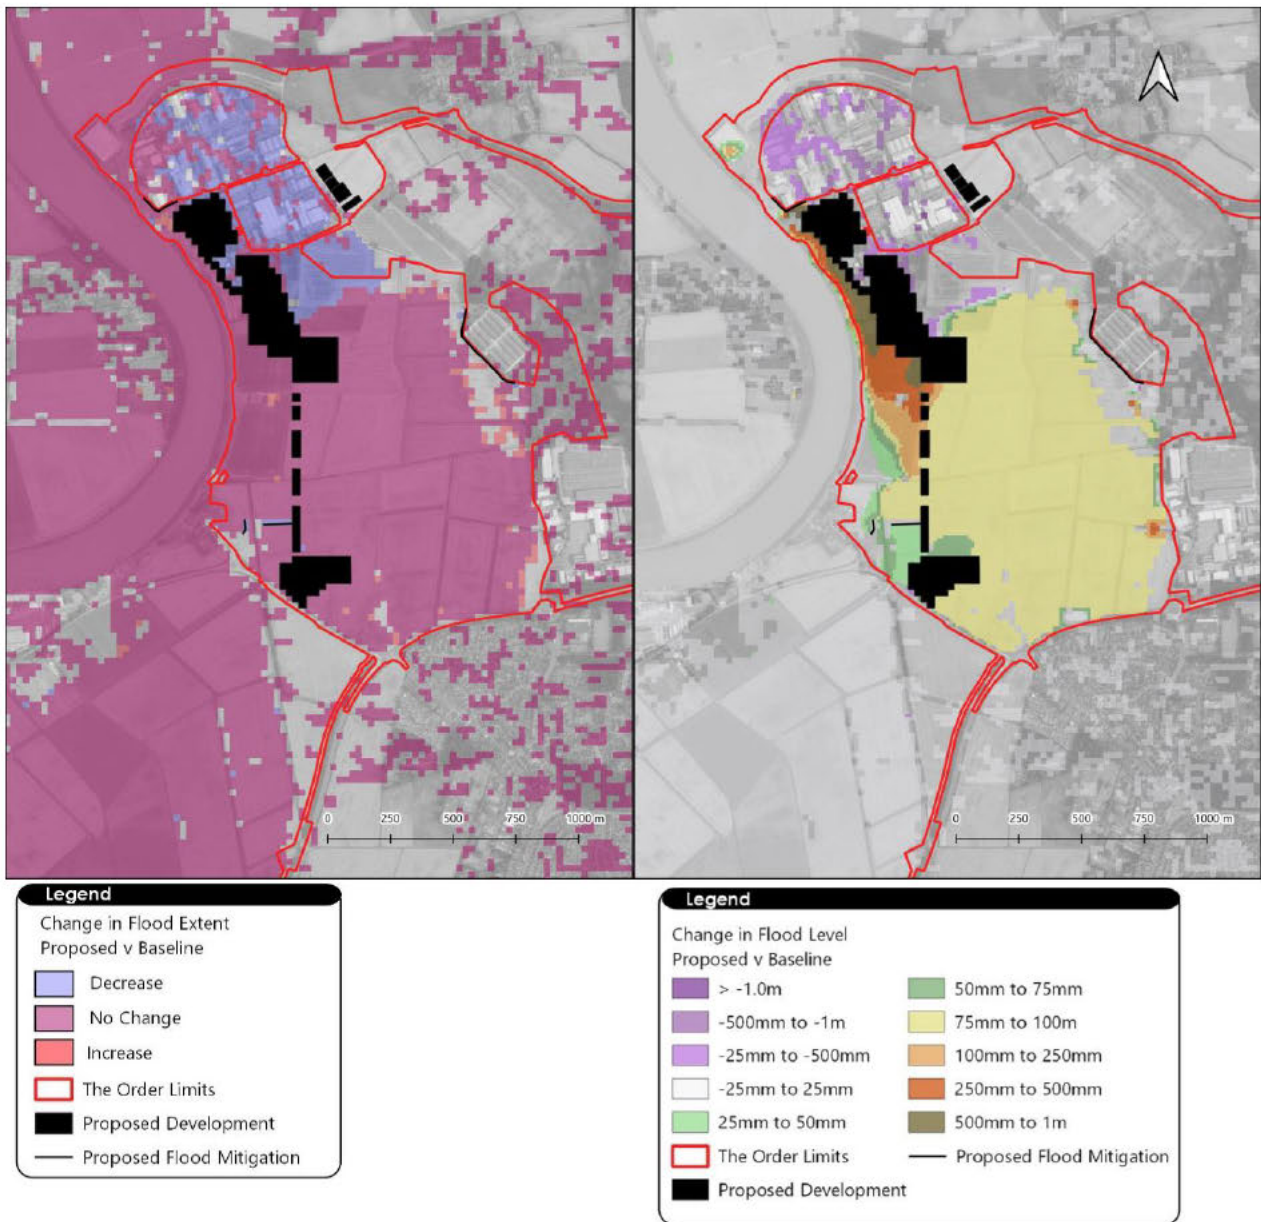 0 250 500 750 1000 m
0 250 500 750 1000 m
Legend
Change in Flood Extent
Proposed v Baseline
Decrease
No Change
Increase
The Order Limits
Proposed Development
Proposed Flood Mitigation
Legend
Change in Flood Level
Proposed v Baseline
> -1.0m
-500mm to -1m
-25mm to -500mm
-25mm to 25mm
25mm to 50mm
The Order Limits
Proposed Development
50mm to 75mm
75mm to 100m
100mm to 250mm
250mm to 500mm
500mm to 1m
Proposed Flood Mitigation